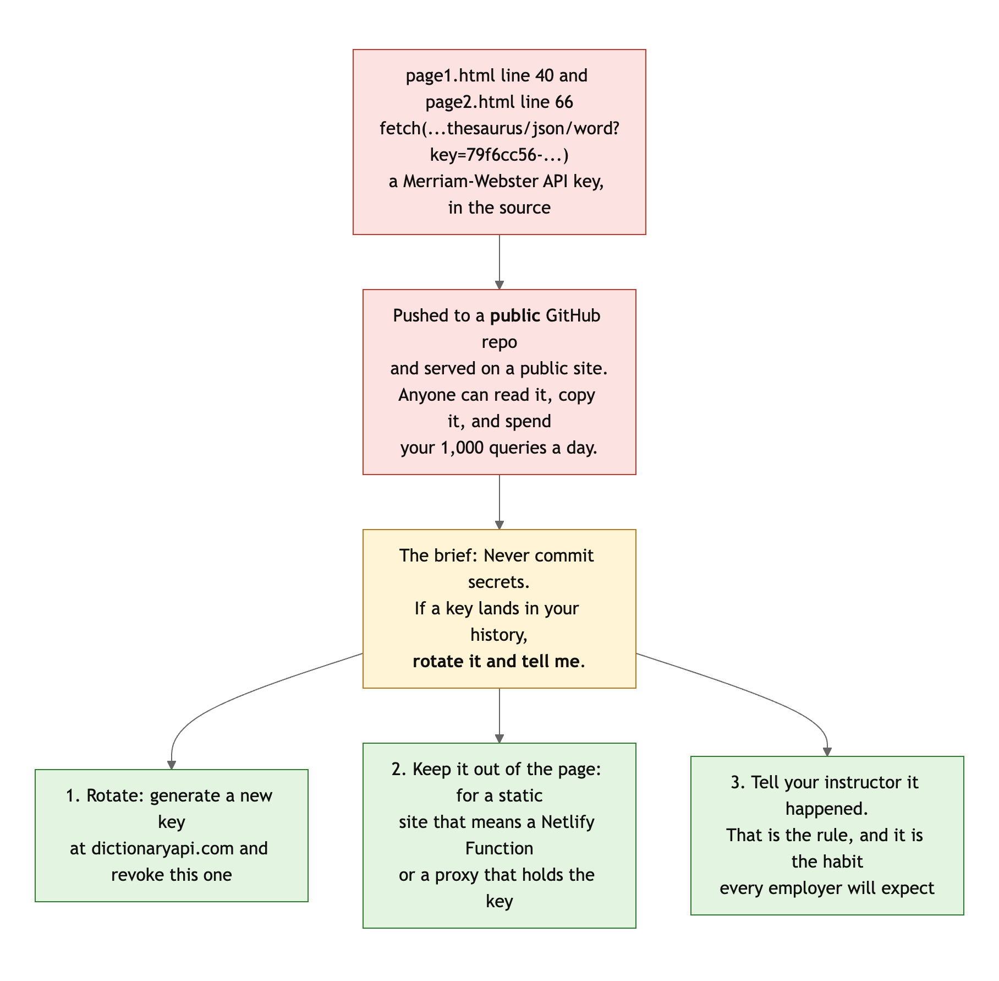 page1.html line 40 and
page2.html line 66
fetch(...thesaurus/json/word?
key=79f6cc56-...)
a Merriam-Webster API key,
in the source
Pushed to a public GitHub
repo
and served on a public site.
Anyone can read it, copy
it, and spend
your 1,000 queries a day.
The brief: Never commit
secrets.
If a key lands in your
history,
rotate it and tell me.
1. Rotate: generate a new
key
at dictionaryapi.com and
revoke this one
2. Keep it out of the page:
for a static
site that means a Netlify
Function
or a proxy that holds the
key
3. Tell your instructor it
happened.
That is the rule, and it is
the habit
every employer will expect